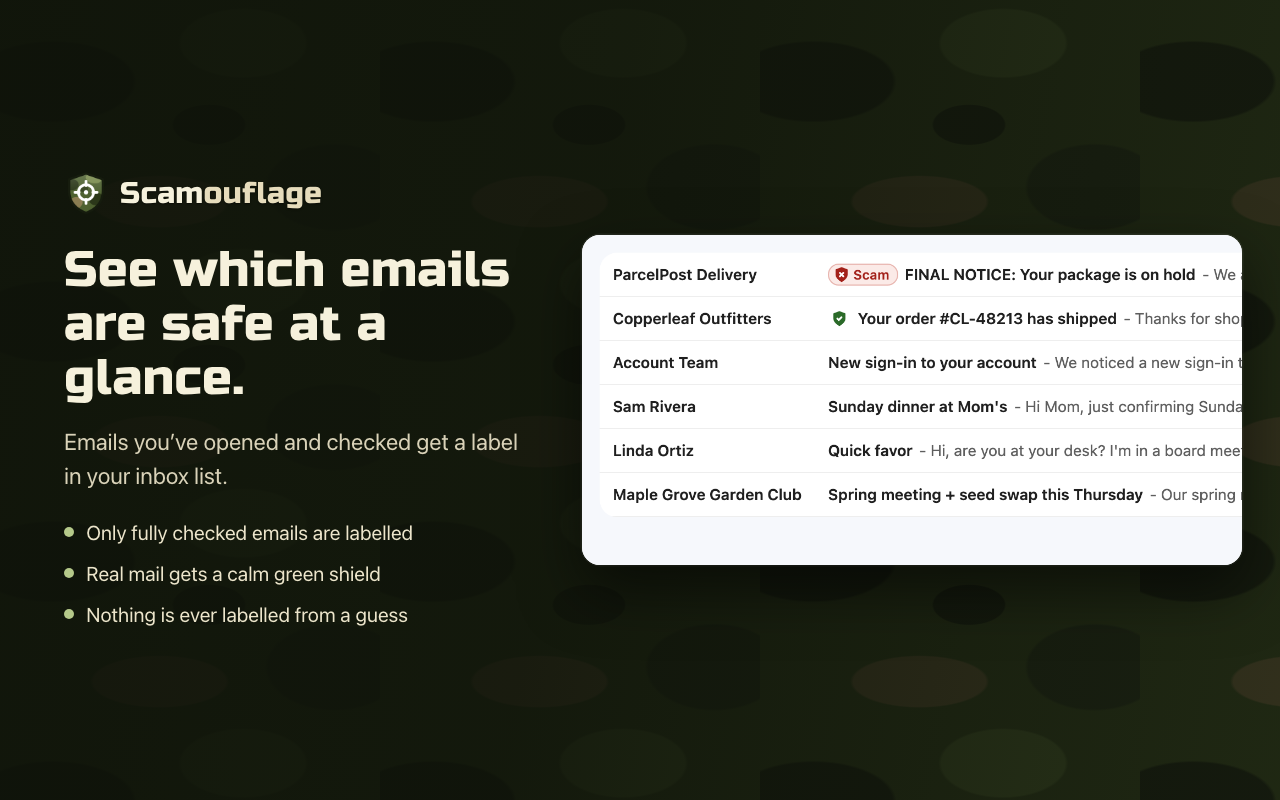 Scamouflage
See which emails
are safe at a
glance.
Emails you’ve opened and checked get a label
in your inbox list.
Only fully checked emails are labelled
Real mail gets a calm green shield
Nothing is ever labelled from a guess
ParcelPost Delivery Scam FINAL NOTICE: Your package is on hold - We
Copperleaf Outfitters Your order #CL-48213 has shipped - Thanks for
Account Team New sign-in to your account - We noticed a new sign-in
Sam Rivera Sunday dinner at Mom's - Hi Mom, just confirming
Linda Ortiz Quick favor - Hi, are you at your desk? I'm in a board
Maple Grove Garden Club Spring meeting + seed swap this Thursday - Our spring